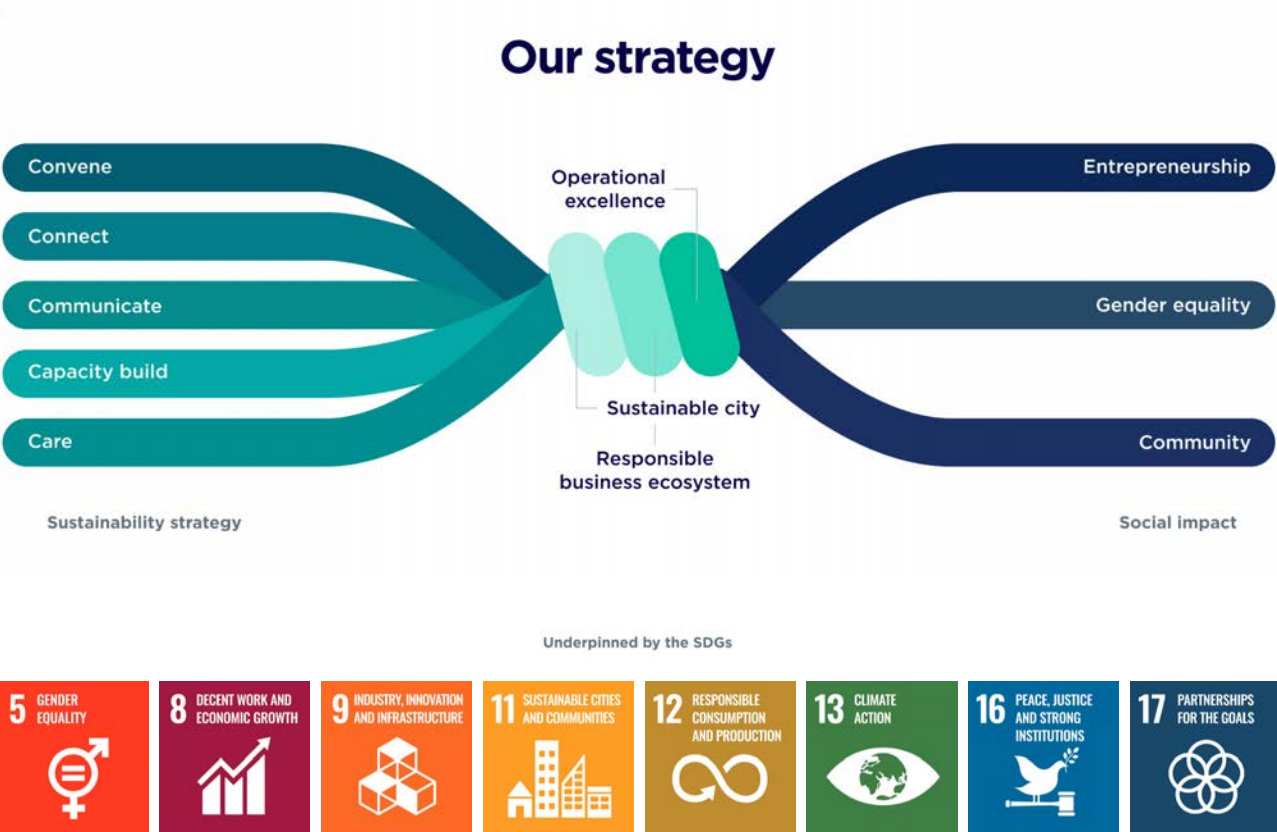 Our strategy
Convene
Connect
Communicate
Capacity build
Care
Sustainability strategy
Operational
excellence
Sustainable city
Responsible
business ecosystem
Entrepreneurship
Gender equality
Community
Social impact
Underpinned by the SDGs
5 GENDER
EQUALITY
8 DECENT WORK AND
ECONOMIC GROWTH
9 INDUSTRY, INNOVATION
AND INFRASTRUCTURE
11 SUSTAINABLE CITIES
AND COMMUNITIES
12 RESPONSIBLE
CONSUMPTION
AND PRODUCTION
13 CLIMATE
ACTION
16 PEACE, JUSTICE
AND STRONG
INSTITUTIONS
17 PARTNERSHIPS
FOR THE GOALS